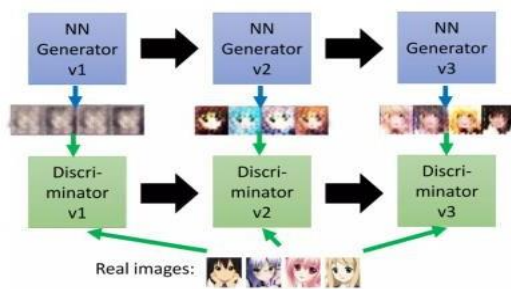 NN
Generator
v1
NN
Generator
v2
NN
Generator
v3
Discri-
minator
v1
Discri-
minator
v2
Discri-
minator
v3
Real images: